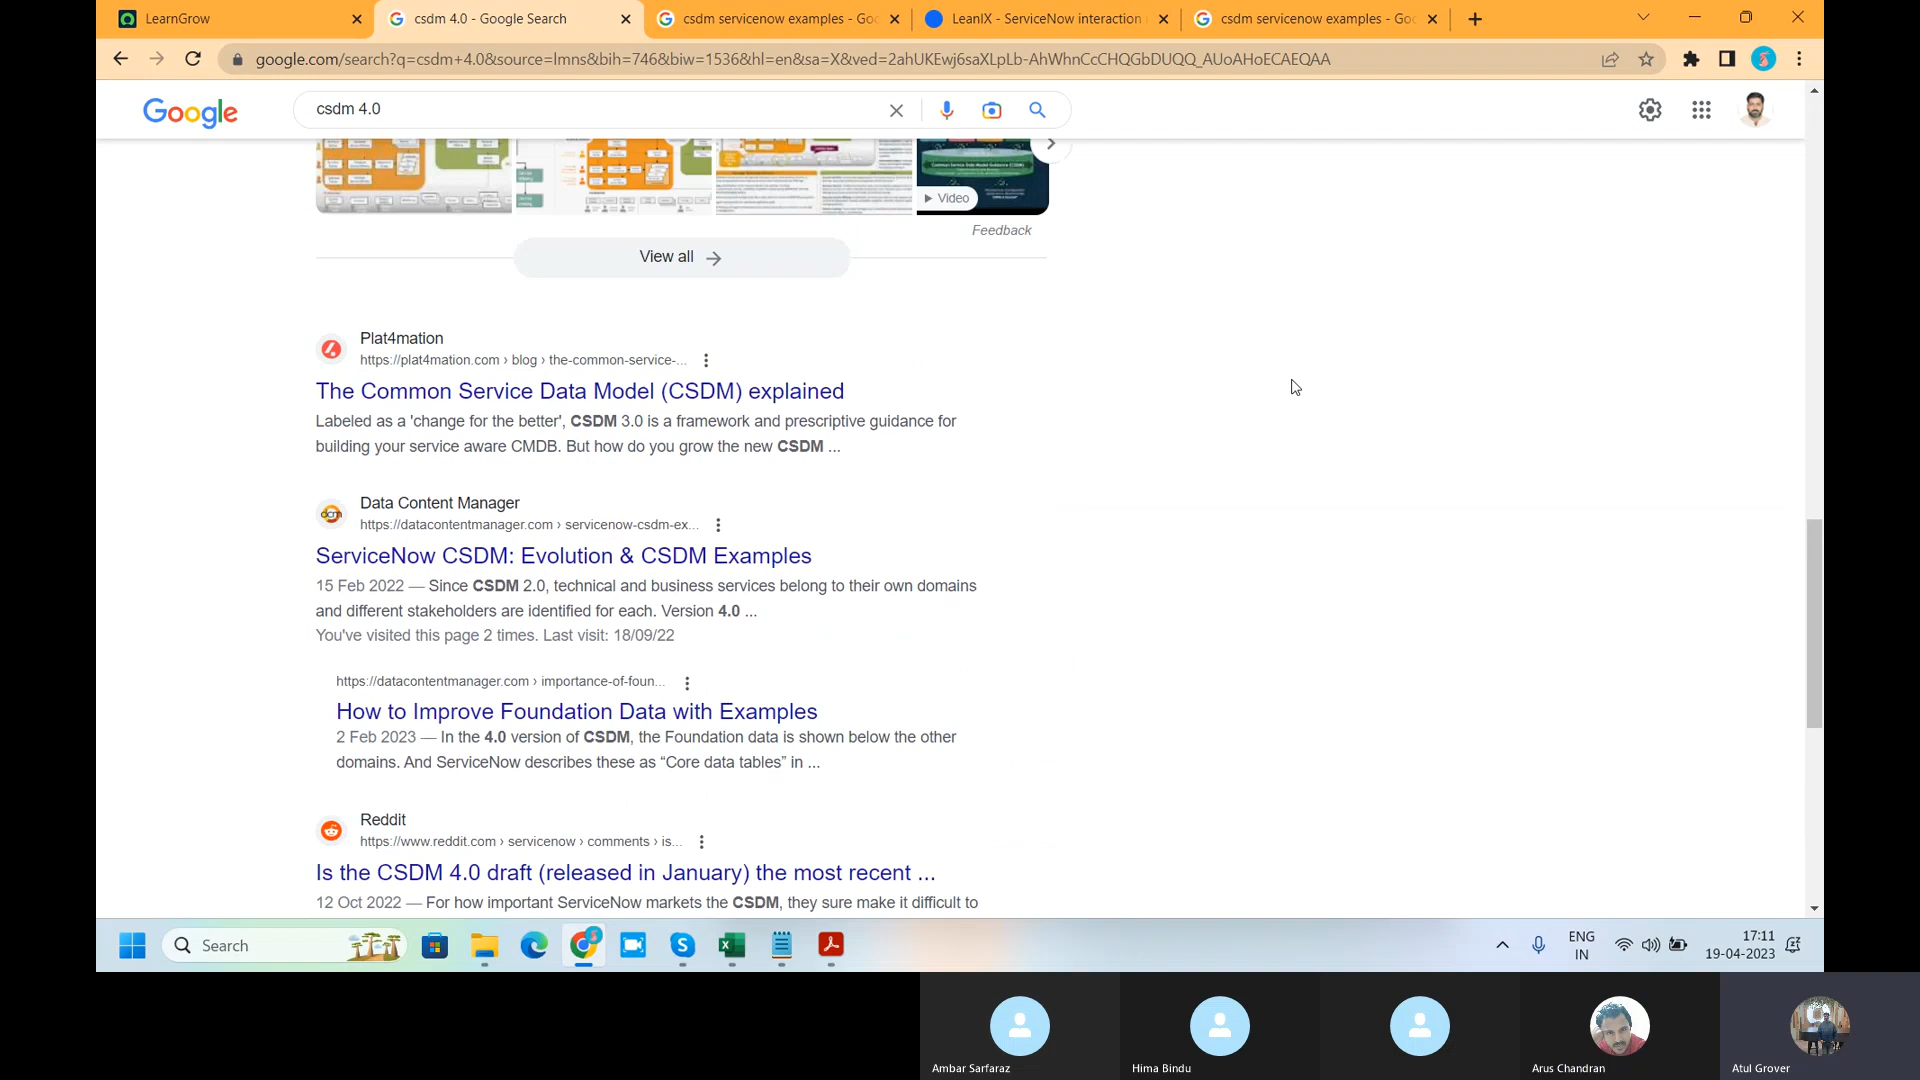 LearnGrow
csdm 4.0 - Google Search
csdm servicenow examples - Goo
LeanIX - ServiceNow interaction
csdm servicenow examples - Goo
google.com/search?q=csdm+4.0&source=lmns&bih=746&biw=1536&hl=en&sa=X&ved=2ahUKEwj6saXLpLb-AhWhnCcCHQGbDUQQ_AUoAHoECAEQAA
Google
csdm 4.0
Video
Feedback
View all
Plat4mation
https://plat4mation.com › blog › the-common-service-...
The Common Service Data Model (CSDM) explained
Labeled as a 'change for the better', CSDM 3.0 is a framework and prescriptive guidance for
building your service aware CMDB. But how do you grow the new CSDM ...
Data Content Manager
https://datacontentmanager.com › servicenow-csdm-ex...
ServiceNow CSDM: Evolution & CSDM Examples
15 Feb 2022 — Since CSDM 2.0, technical and business services belong to their own domains
and different stakeholders are identified for each. Version 4.0 ...
You've visited this page 2 times. Last visit: 18/09/22
https://datacontentmanager.com › importance-of-foun...
How to Improve Foundation Data with Examples
2 Feb 2023 — In the 4.0 version of CSDM, the Foundation data is shown below the other
domains. And ServiceNow describes these as “Core data tables” in ...
Reddit
https://www.reddit.com › servicenow › comments › is...
Is the CSDM 4.0 draft (released in January) the most recent ...
12 Oct 2022 — For how important ServiceNow markets the CSDM, they sure make it difficult to
Search
ENG
IN
17:11
19-04-2023
Ambar Sarfaraz
Hima Bindu
Arus Chandran
Atul Grover